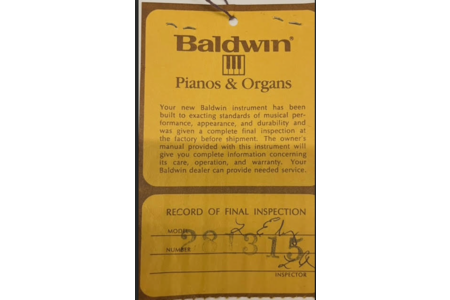 Baldwin®
Pianos & Organs
Your new Baldwin instrument has been
built to exacting standards of musical per-
formance, appearance, and durability and
was given a complete final inspection at
the factory before shipment. The owner's
manual provided with this instrument will
give you complete information concerning
its care, operation, and warranty. Your
Baldwin dealer can provide needed service.
RECORD OF FINAL INSPECTION
MODEL
NUMBER 281315
INSPECTOR